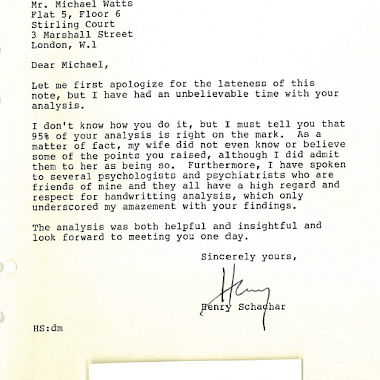 Mr. Michael Watts
Flat 5, Floor 6
Stirling Court
3 Marshall Street
London, W.1
Dear Michael,
Let me first apologize for the lateness of this
note, but I have had an unbelievable time with your
analysis.
I don't know how you do it, but I must tell you that
95% of your analysis is right on the mark.  As a
matter of fact, my wife did not even know or believe
some of the points you raised, although I did admit
them to her as being so.  Furthermore, I have spoken
to several psychologists and psychiatrists who are
friends of mine and they all have a high regard and
respect for handwritting analysis, which only
underscored my amazement with your findings.
The analysis was both helpful and insightful and
look forward to meeting you one day.
Sincerely yours,
Henry
Henry Schachar
HS:dm